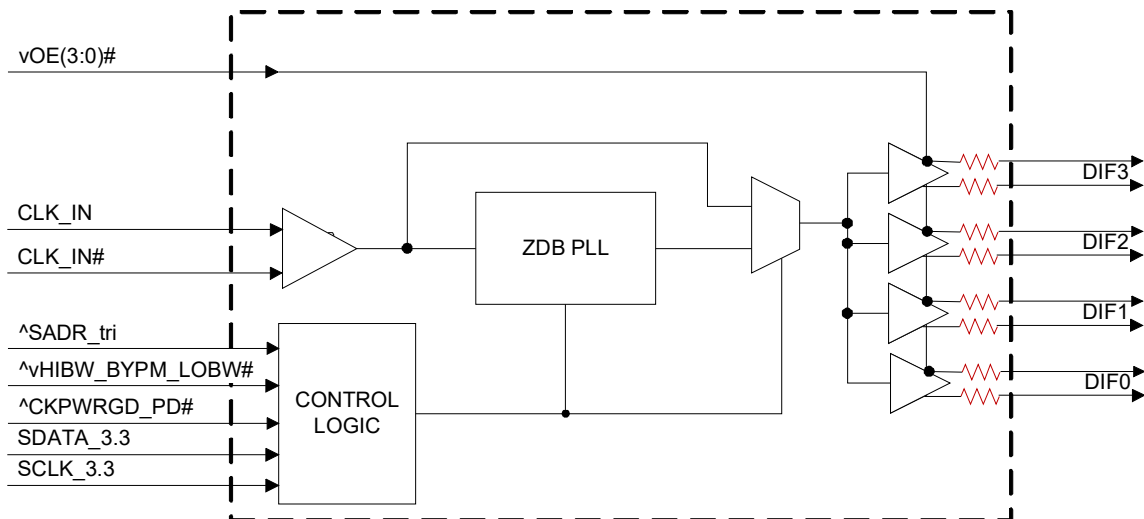 vOE(3:0)#
CLK_IN
CLK_IN#
ZDB PLL
DIF3
DIF2
DIF1
DIF0
^SADR_tri
^vHIBW_BYPM_LOBW#
^CKPWRGD_PD#
SDATA_3.3
SCLK_3.3
CONTROL
LOGIC